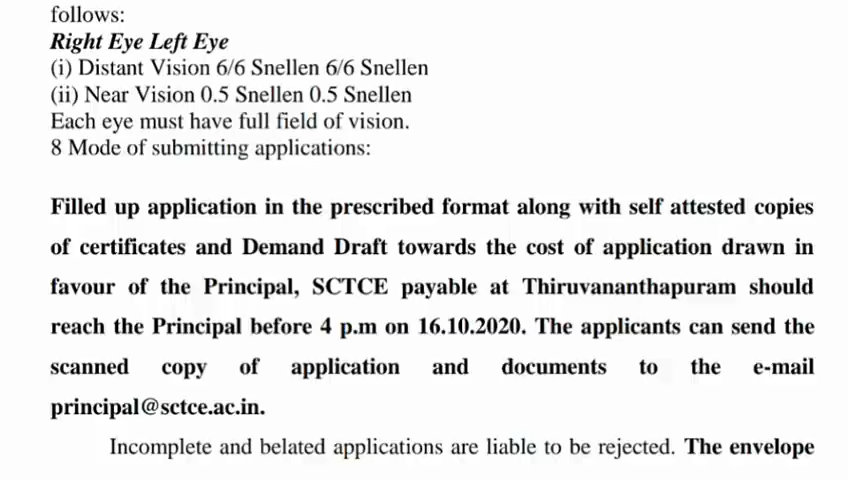 follows:
Right Eye Left Eye
(i) Distant Vision 6/6 Snellen 6/6 Snellen
(ii) Near Vision 0.5 Snellen 0.5 Snellen
Each eye must have full field of vision.
8 Mode of submitting applications:
Filled up application in the prescribed format along with self attested copies
of certificates and Demand Draft towards the cost of application drawn in
favour of the Principal, SCTCE payable at Thiruvananthapuram should
reach the Principal before 4 p.m on 16.10.2020. The applicants can send the
scanned copy of application and documents to the e-mail
principal@sctce.ac.in.
Incomplete and belated applications are liable to be rejected. The envelope